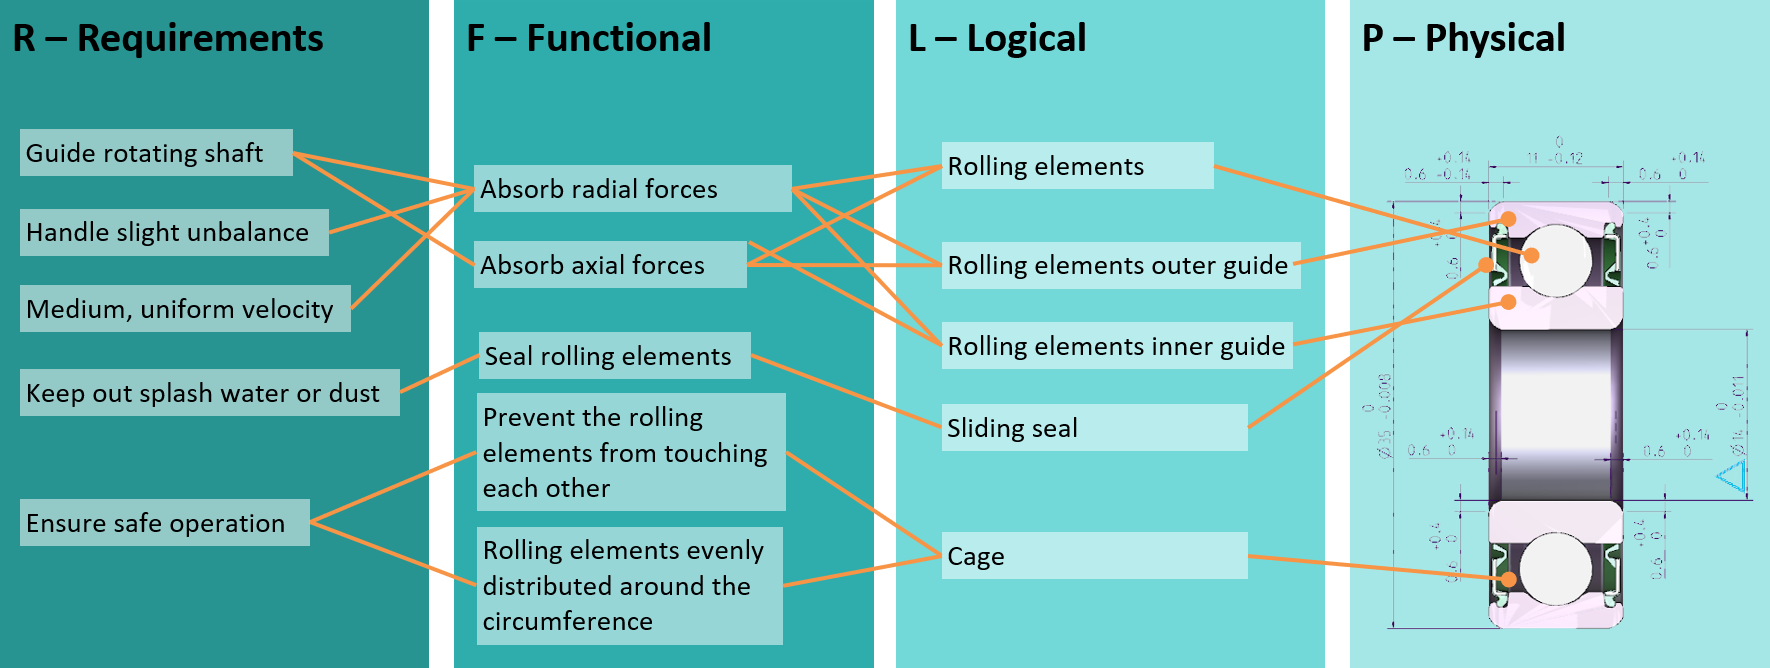 R – Requirements
Guide rotating shaft
Handle slight unbalance
Medium, uniform velocity
Keep out splash water or dust
Ensure safe operation
F – Functional
Absorb radial forces
Absorb axial forces
Seal rolling elements
Prevent the rolling
elements from touching
each other
Rolling elements evenly
distributed around the
circumference
L – Logical
Rolling elements
Rolling elements outer guide
Rolling elements inner guide
Sliding seal
Cage
P – Physical
0
11 -0.12
+0.14
0.6 -0.14
+0.14
0.6 0
+0.4
0.6 0
+0.4
0.6 0
0
Ø35 -0.008
0
Ø14 -0.011
+0.14
0.6 0
+0.14
0.6 0
+0.4
0.6 0
+0.4
0.6 0